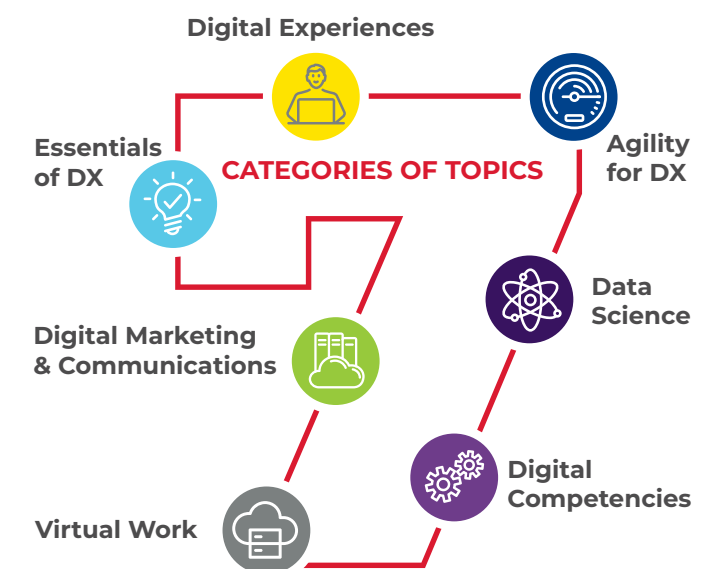 Digital Experiences
Essentials
of DX
CATEGORIES OF TOPICS
Agility
for DX
Data
Science
Digital Marketing
& Communications
Digital
Competencies
Virtual Work